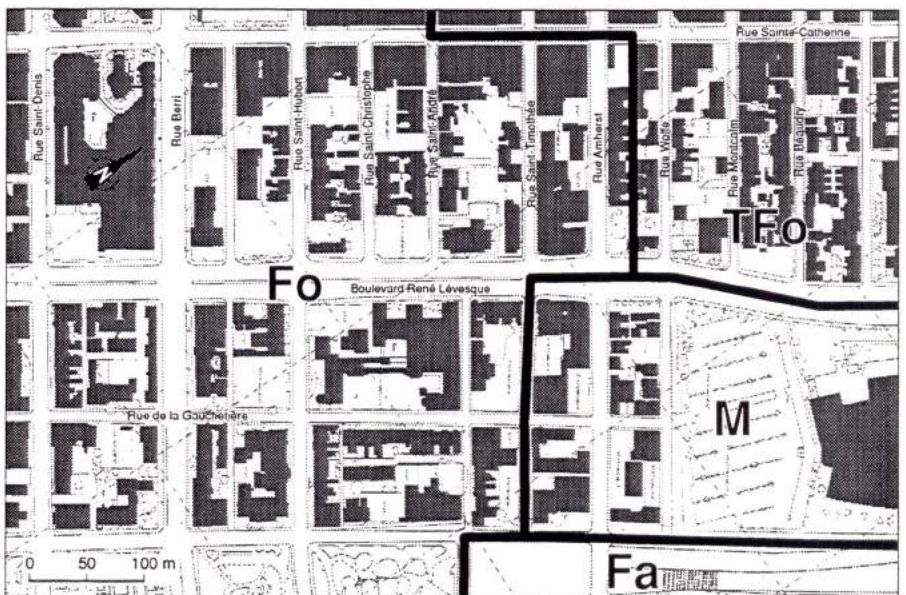 Rue Sainte-Catherine
Rue Saint-Denis
Rue Berri
Rue Saint-Hubert
Rue Saint-Christophe
Rue Saint-André
Rue Saint-Timothée
Rue Amherst
Rue Wolfe
Rue Montcalm
Rue Beaudry
N
TFo
Fo
Boulevard René Lévesque
Rue de la Gauchetière
M
0 50 100 m
Fa